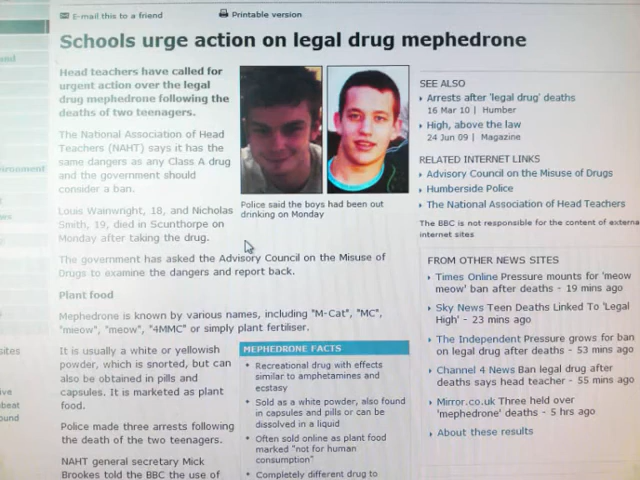 E-mail this to a friend
Printable version
Schools urge action on legal drug mephedrone
Head teachers have called for
urgent action over the legal
drug mephedrone following the
deaths of two teenagers.
The National Association of Head
Teachers (NAHT) says it has the
same dangers as any Class A drug
and the government should
consider a ban.
Louis Wainwright, 18, and Nicholas
Smith, 19, died in Scunthorpe on
Monday after taking the drug.
Police said the boys had been out
drinking on Monday
The government has asked the Advisory Council on the Misuse of
Drugs to examine the dangers and report back.
Plant food
Mephedrone is known by various names, including "M-Cat", "MC",
"mieow", "meow", "4MMC" or simply plant fertiliser.
It is usually a white or yellowish
powder, which is snorted, but can
also be obtained in pills and
capsules. It is marketed as plant
food.
Police made three arrests following
the death of the two teenagers.
NAHT general secretary Mick
Brookes told the BBC the use of
MEPHEDRONE FACTS
Recreational drug with effects
similar to amphetamines and
ecstasy
Sold as a white powder, also found
in capsules and pills or can be
dissolved in a liquid
Often sold online as plant food
marked "not for human
consumption"
Completely different drug to
SEE ALSO
Arrests after 'legal drug' deaths
16 Mar 10 | Humber
High, above the law
24 Jun 09 | Magazine
RELATED INTERNET LINKS
Advisory Council on the Misuse of Drugs
Humberside Police
The National Association of Head Teachers
The BBC is not responsible for the content of externa
internet sites
FROM OTHER NEWS SITES
Times Online Pressure mounts for 'meow
meow' ban after deaths - 19 mins ago
Sky News Teen Deaths Linked To 'Legal
High' - 23 mins ago
The Independent Pressure grows for ban
on legal drug after deaths - 53 mins ago
Channel 4 News Ban legal drug after
deaths says head teacher - 55 mins ago
Mirror.co.uk Three held over
'mephedrone' deaths - 5 hrs ago
About these results